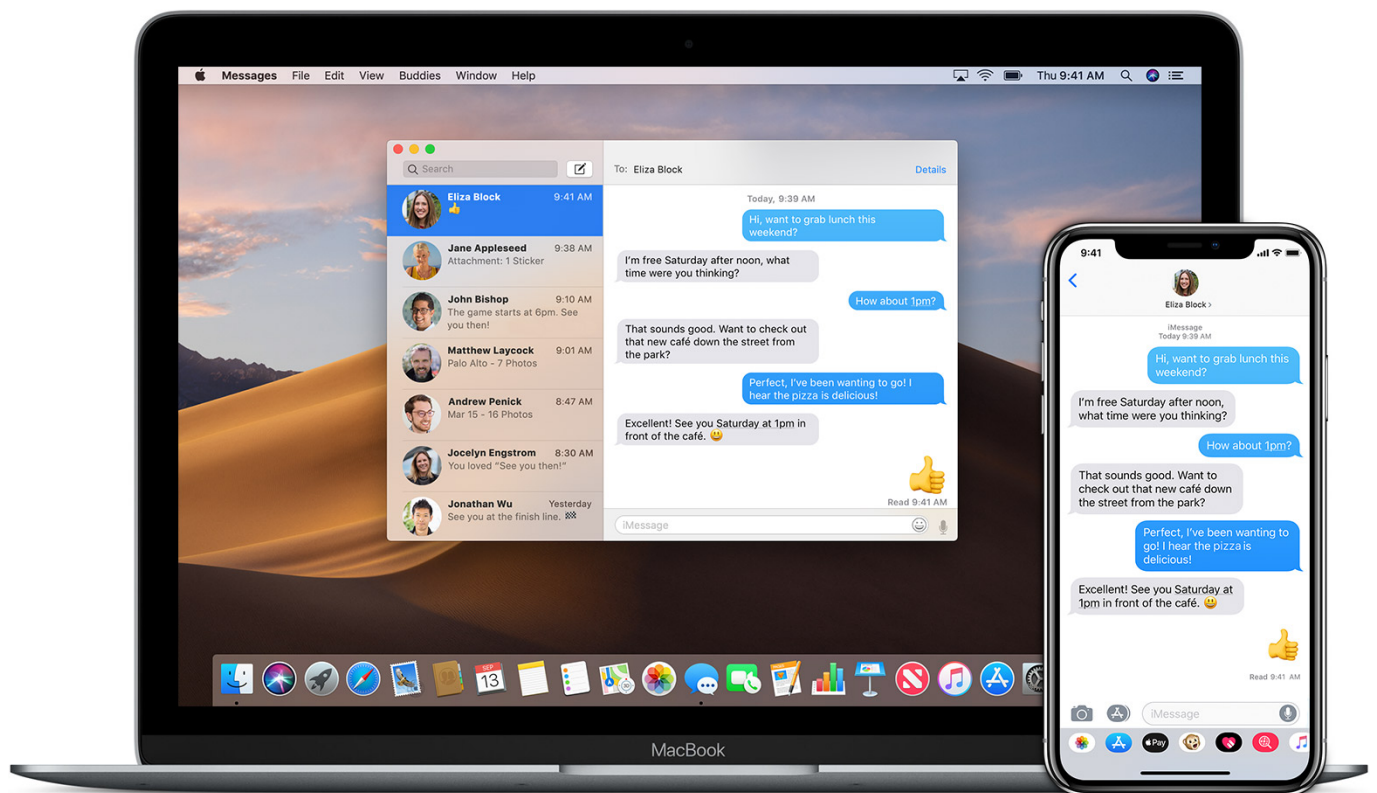 Messages File Edit View Buddies Window Help
Thu 9:41 AM
Search
Eliza Block 9:41 AM
👍
Jane Appleseed 9:38 AM
Attachment: 1 Sticker
John Bishop 9:10 AM
The game starts at 6pm. See
you then!
Matthew Laycock 9:01 AM
Palo Alto - 7 Photos
Andrew Penick 8:47 AM
Mar 15 - 16 Photos
Jocelyn Engstrom 8:30 AM
You loved “See you then!”
Jonathan Wu Yesterday
See you at the finish line. 🏁
To: Eliza Block Details
Today, 9:39 AM
Hi, want to grab lunch this
weekend?
I’m free Saturday after noon, what
time were you thinking?
How about 1pm?
That sounds good. Want to check out
that new café down the street from
the park?
Perfect, I’ve been wanting to go! I
hear the pizza is delicious!
Excellent! See you Saturday at 1pm in
front of the café. 😃
👍
Read 9:41 AM
iMessage
SEP
13
MacBook
9:41
Eliza Block >
iMessage
Today 9:39 AM
Hi, want to grab lunch this
weekend?
I’m free Saturday after noon,
what time were you thinking?
How about 1pm?
That sounds good. Want to
check out that new café down
the street from the park?
Perfect, I’ve been wanting to
go! I hear the pizza is
delicious!
Excellent! See you Saturday at
1pm in front of the café. 😃
👍
Read 9:41 AM
iMessage
Pay